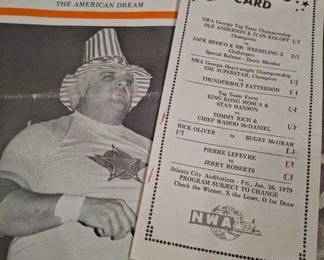 THE AMERICAN DREAM
CARD
NWA Georgia Tag Team Championship
OLE ANDERSON & IVAN KOLOFF
Champions
vs
JACK BRISCO & MR. WRESTLING 2
Challengers
Special Referee - Dusty Rhodes
NWA Georgia Heavyweight Championship
THE SUPERSTAR, Champion
vs
THUNDERBOLT PATTERSON
Tag Team Event
KING KONG MOSCA &
STAN HANSON
vs
TOMMY RICH &
CHIEF WAHOO McDANIEL
RICK OLIVER vs BUGSY McGRAW
PIERRE LEFEVRE
vs
JERRY ROBERTS
Atlanta City Auditorium - Fri., Jan. 26, 1979
PROGRAM SUBJECT TO CHANGE
Check the Winner, X the Loser, O for Draw
NWA